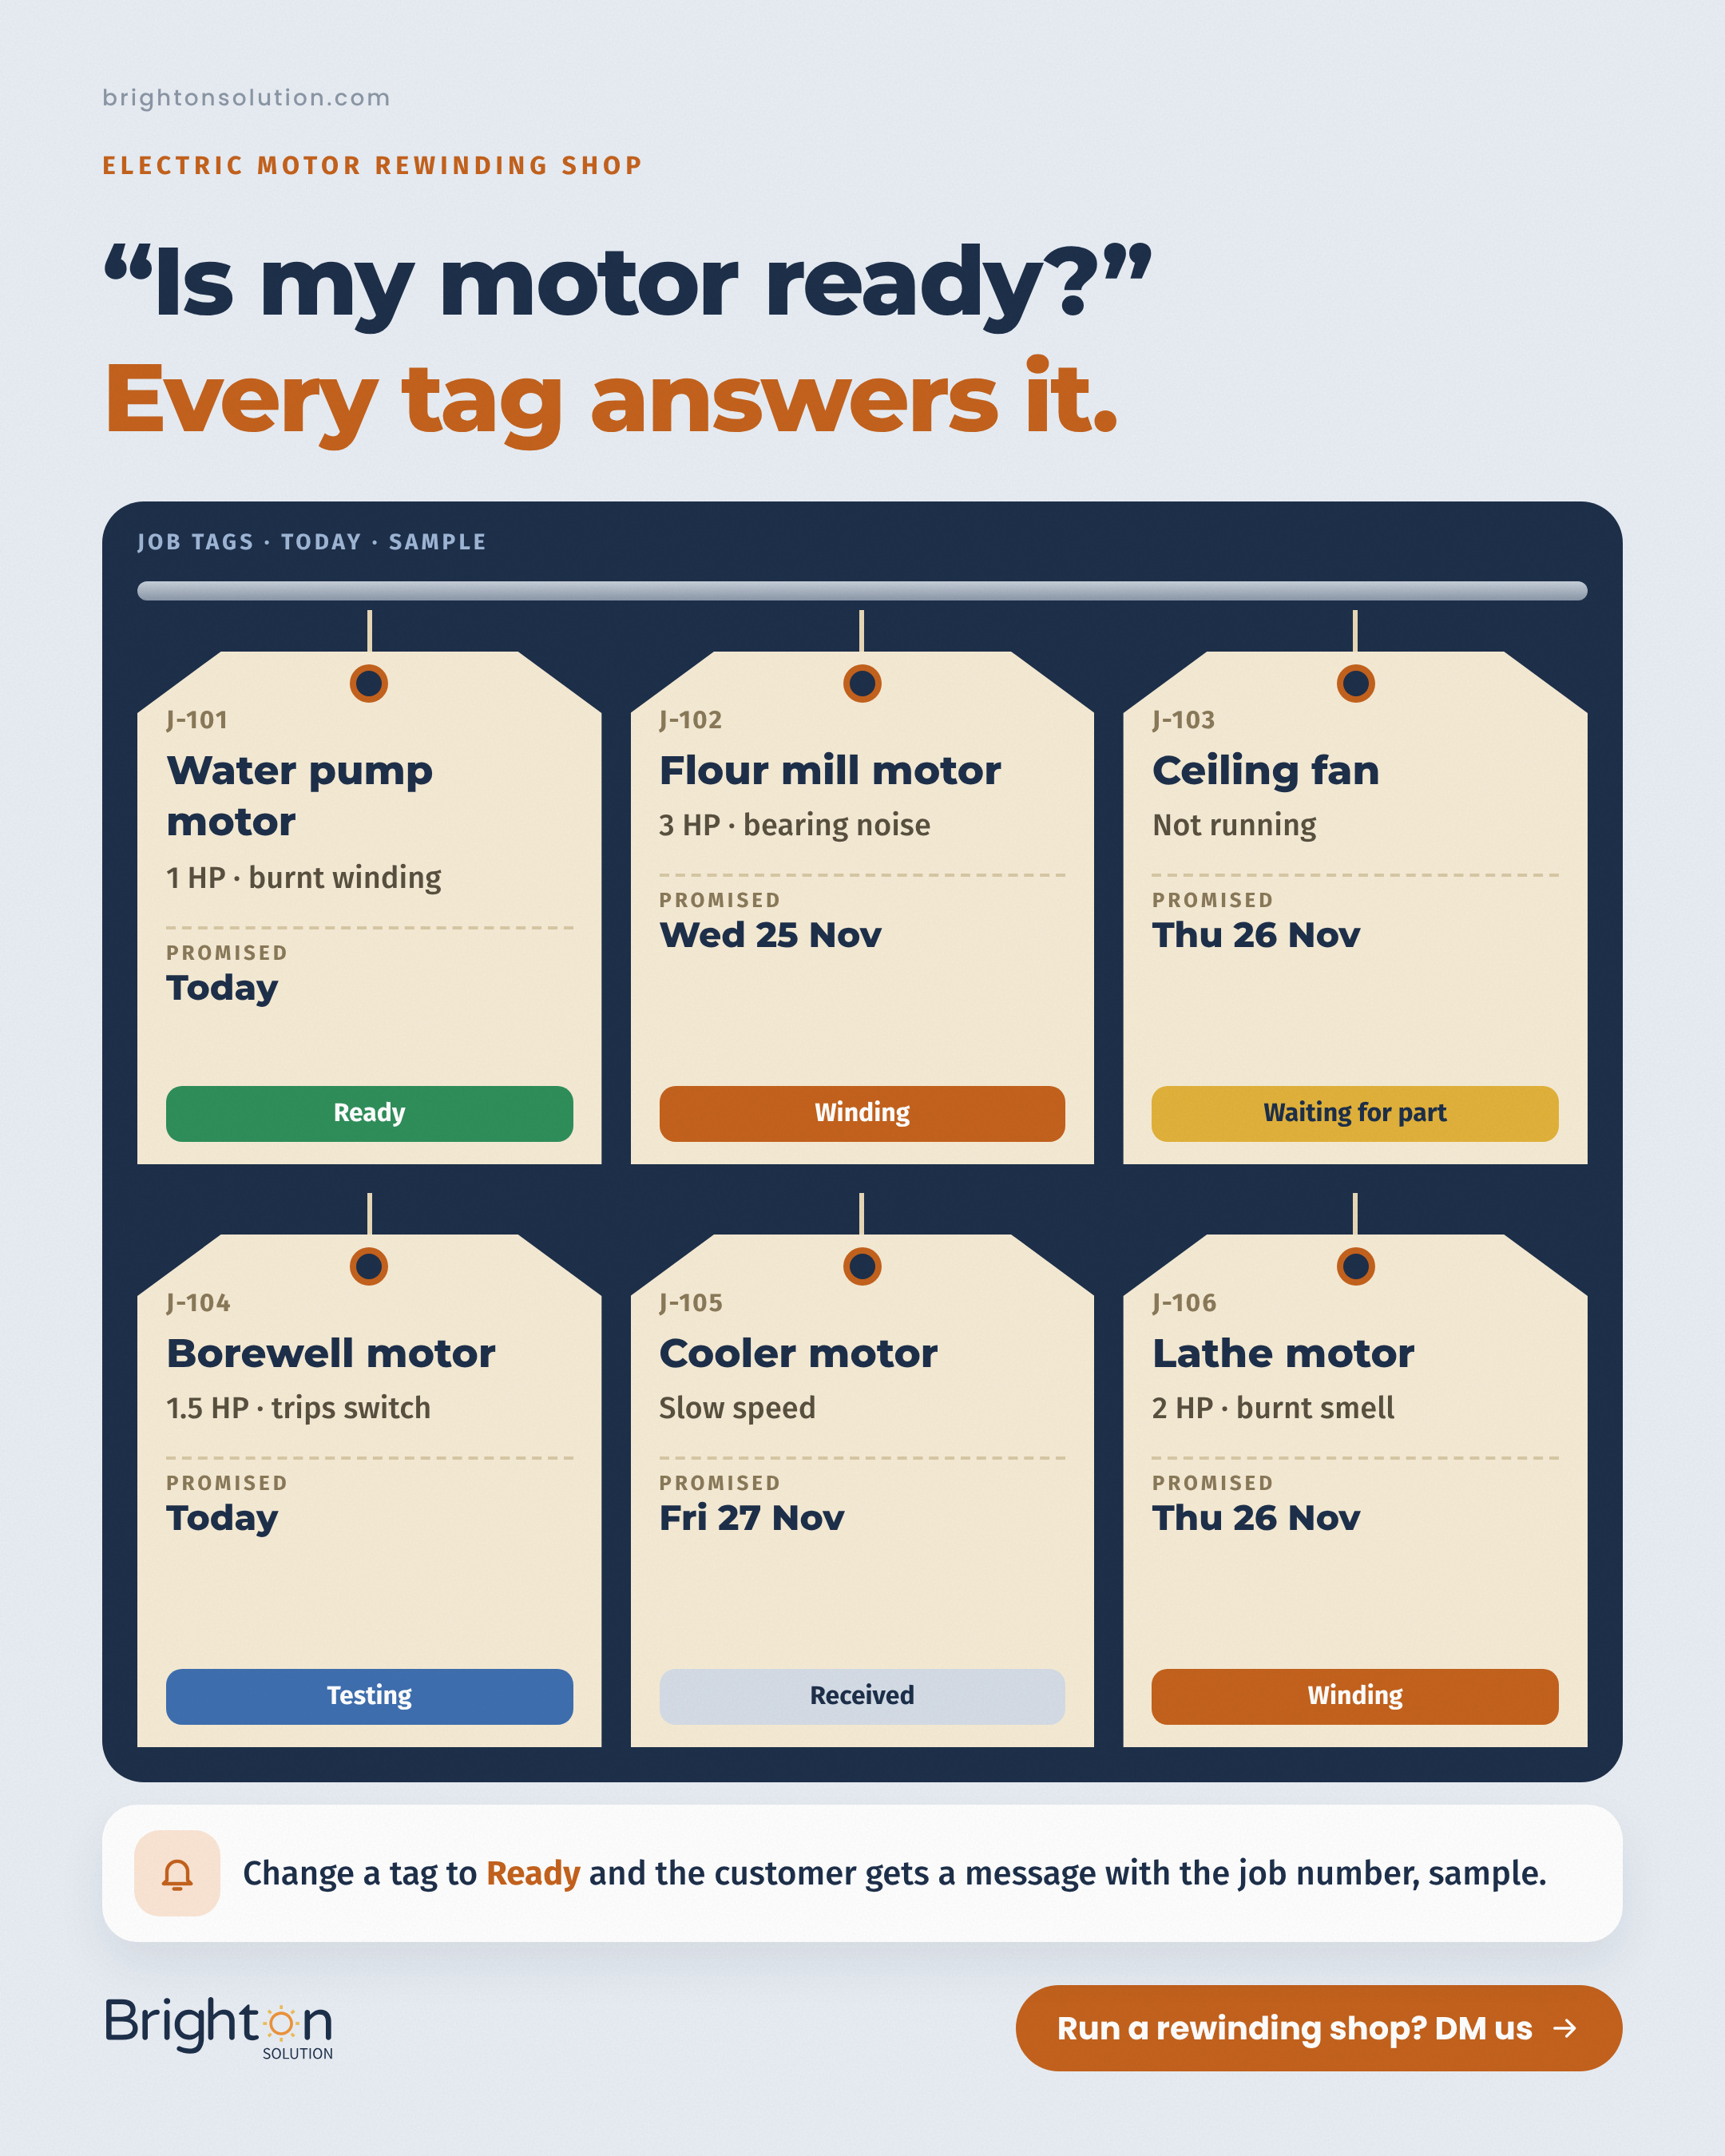 brightonsolution.com
ELECTRIC MOTOR REWINDING SHOP
“Is my motor ready?”
Every tag answers it.
JOB TAGS · TODAY · SAMPLE
J-101
Water pump
motor
1 HP · burnt winding
PROMISED
Today
Ready
J-102
Flour mill motor
3 HP · bearing noise
PROMISED
Wed 25 Nov
Winding
J-103
Ceiling fan
Not running
PROMISED
Thu 26 Nov
Waiting for part
J-104
Borewell motor
1.5 HP · trips switch
PROMISED
Today
Testing
J-105
Cooler motor
Slow speed
PROMISED
Fri 27 Nov
Received
J-106
Lathe motor
2 HP · burnt smell
PROMISED
Thu 26 Nov
Winding
Change a tag to Ready and the customer gets a message with the job number, sample.
Brighton
SOLUTION
Run a rewinding shop? DM us →